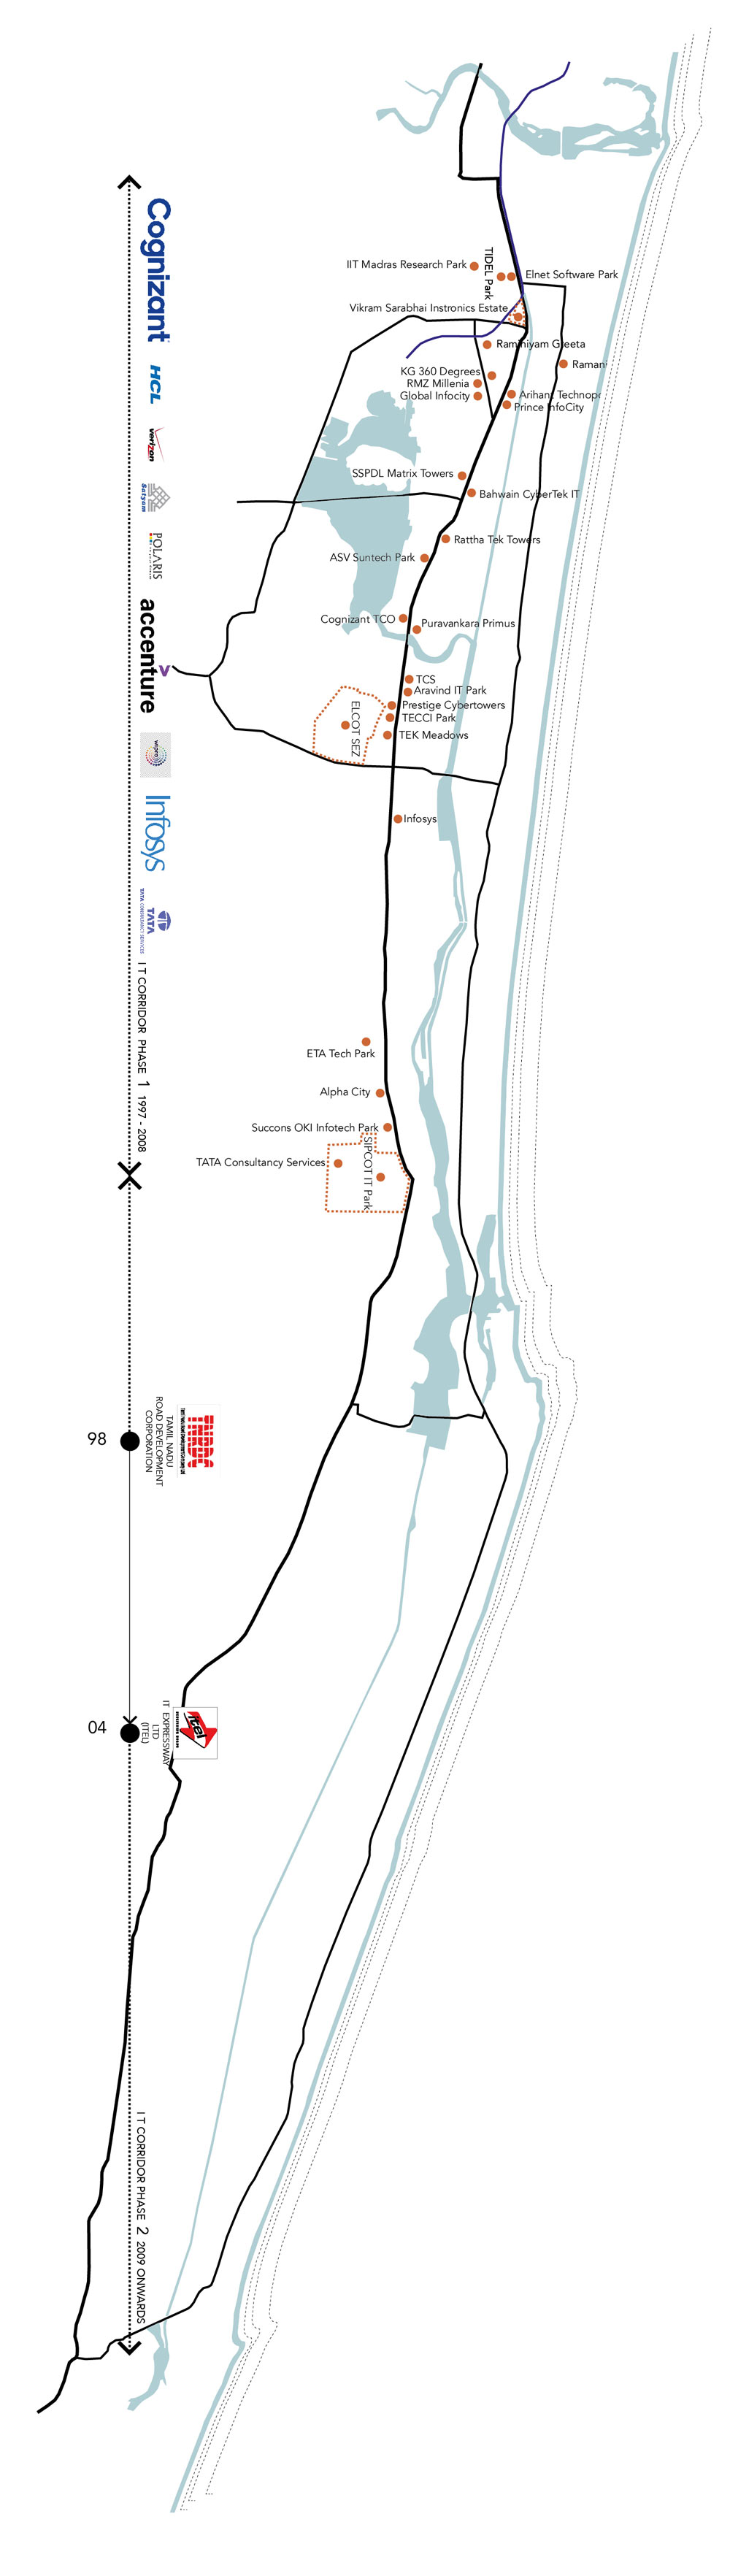 IIT Madras Research Park
TIDEL Park
Elnet Software Park
Vikram Sarabhai Instronics Estate
Ramaniyam Greeta
Ramani
KG 360 Degrees
RMZ Millenia
Global Infocity
Arihant Technopo
Prince InfoCity
SSPDL Matrix Towers
Bahwain CyberTek IT
Rattha Tek Towers
ASV Suntech Park
Cognizant TCO
Puravankara Primus
TCS
Aravind IT Park
Prestige Cybertowers
TECCI Park
TEK Meadows
ELCOT SEZ
Infosys
ETA Tech Park
Alpha City
Succons OKI Infotech Park
TATA Consultancy Services
SIPCOT IT Park
Cognizant
HCL
verizon
Satyam
POLARIS
accenture
wipro
Infosys
TATA
TATA CONSULTANCY SERVICES
IT CORRIDOR PHASE 1 1997 - 2008
98
TAMIL NADU
ROAD DEVELOPMENT
CORPORATION
04
itel
IT EXPRESSWAY
LTD
(ITEL)
IT CORRIDOR PHASE 2 2009 ONWARDS